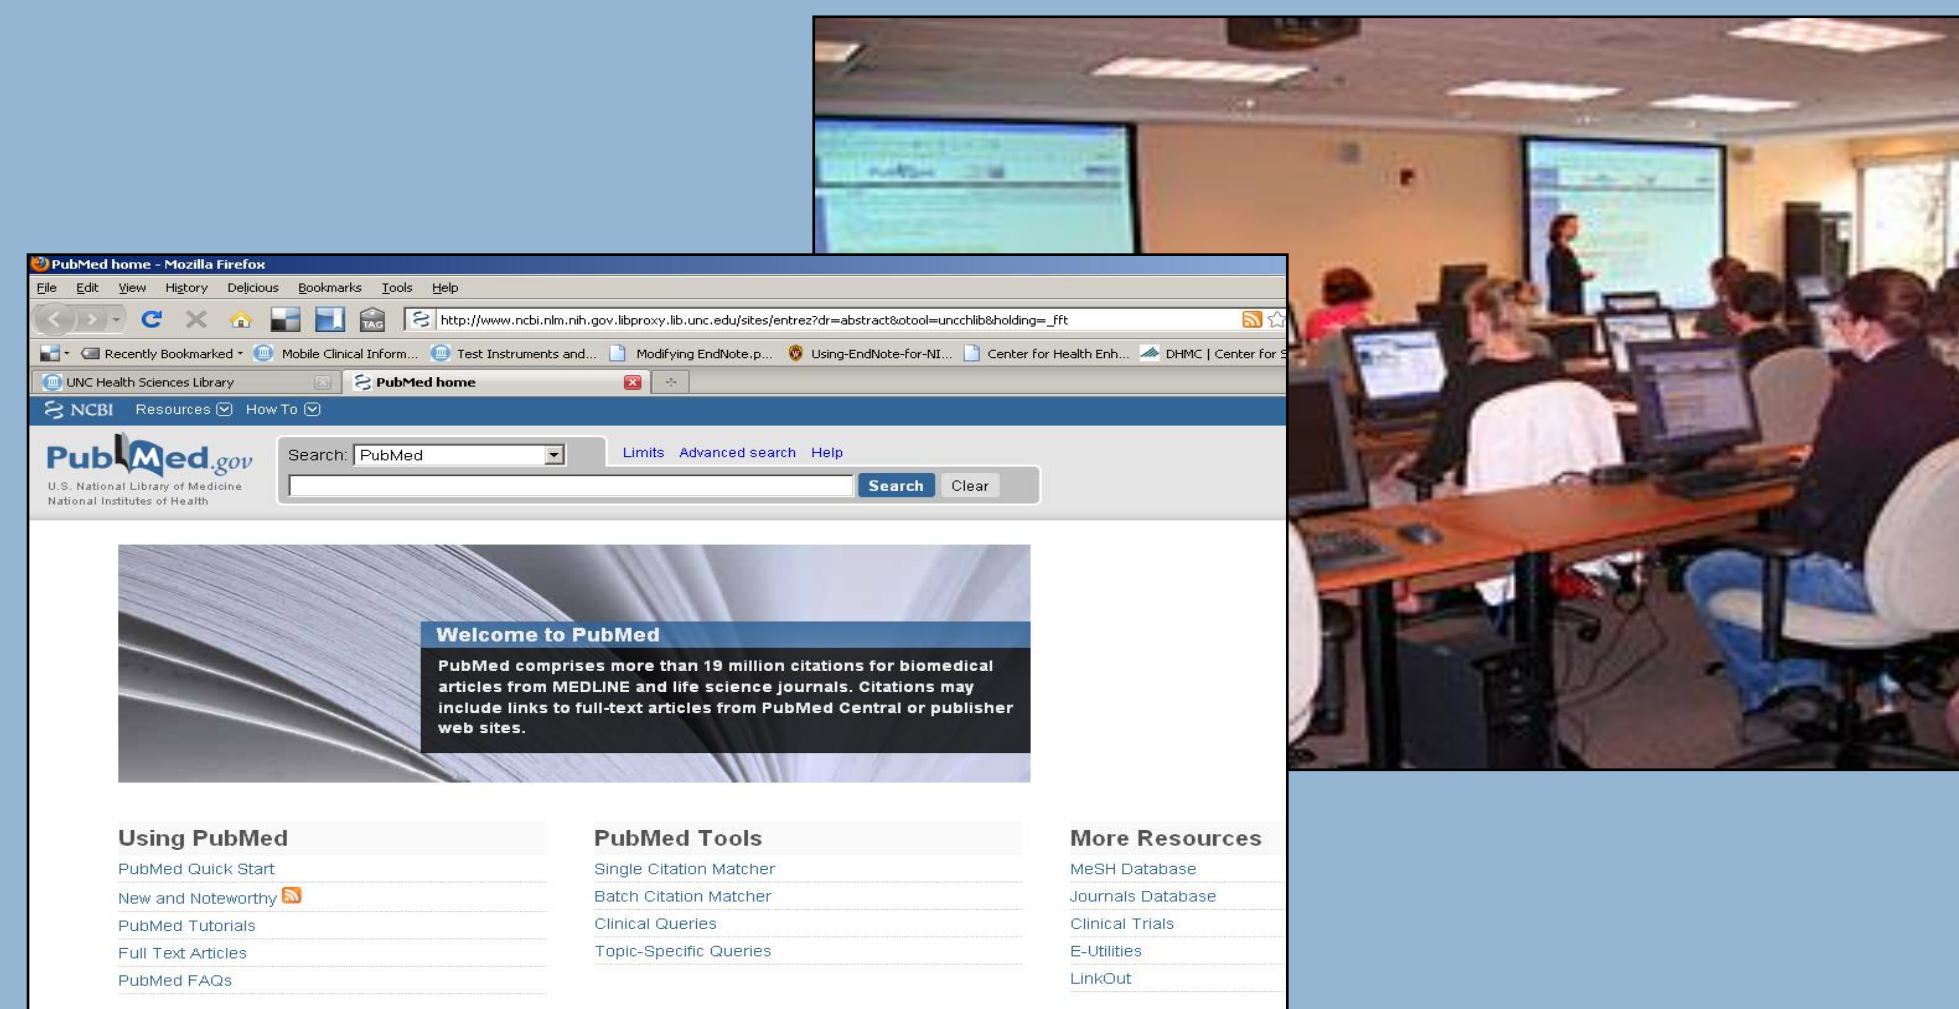 PubMed home - Mozilla Firefox
File Edit View History Delicious Bookmarks Tools Help
TAG http://www.ncbi.nlm.nih.gov.libproxy.lib.unc.edu/sites/entrez?dr=abstract&otool=uncchlib&holding=_fft
Recently Bookmarked Mobile Clinical Inform... Test Instruments and... Modifying EndNote.p... Using-EndNote-for-NI... Center for Health Enh... DHMC | Center for S
UNC Health Sciences Library PubMed home
NCBI Resources How To
PubMed.gov
U.S. National Library of Medicine
National Institutes of Health
Search: PubMed Limits Advanced search Help
Search Clear
Welcome to PubMed
PubMed comprises more than 19 million citations for biomedical
articles from MEDLINE and life science journals. Citations may
include links to full-text articles from PubMed Central or publisher
web sites.
Using PubMed
PubMed Quick Start
New and Noteworthy
PubMed Tutorials
Full Text Articles
PubMed FAQs
PubMed Tools
Single Citation Matcher
Batch Citation Matcher
Clinical Queries
Topic-Specific Queries
More Resources
MeSH Database
Journals Database
Clinical Trials
E-Utilities
LinkOut